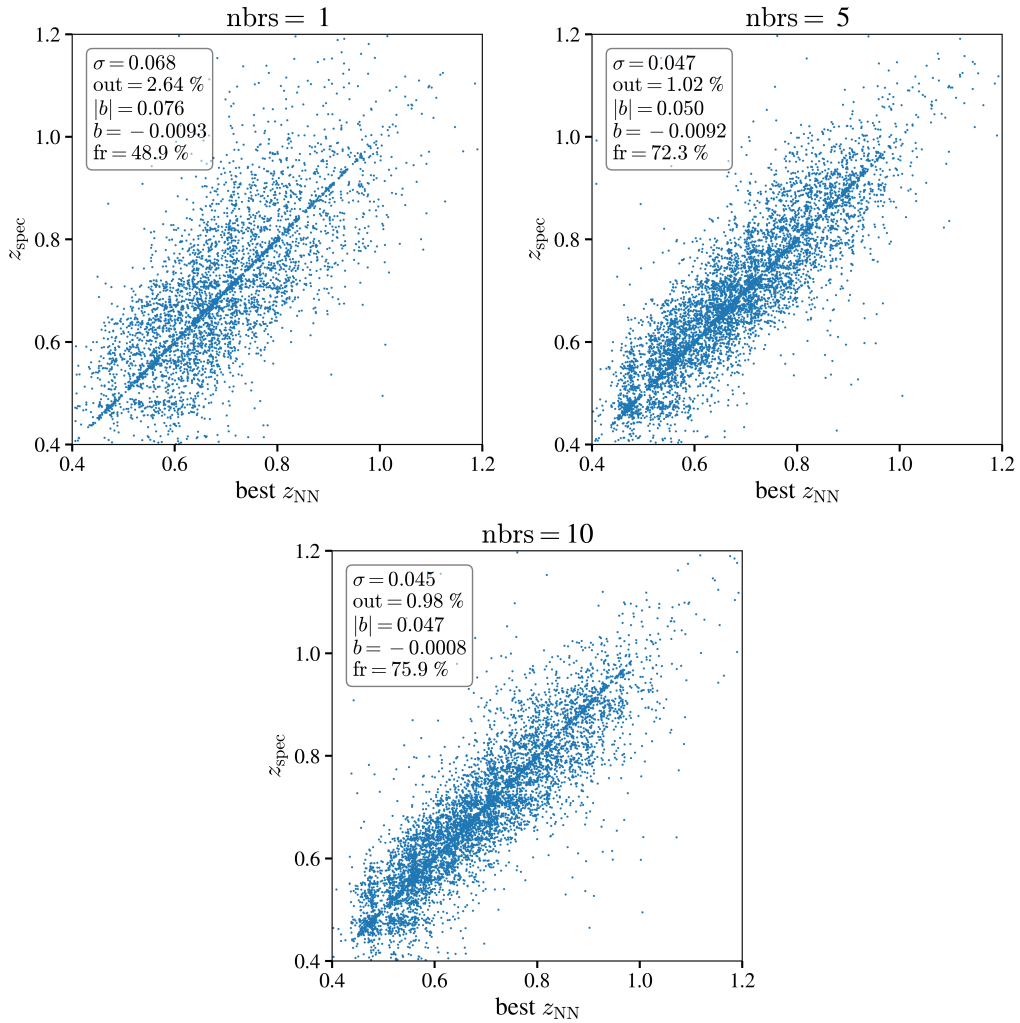 nbrs = 1
σ = 0.068
out = 2.64 %
|b| = 0.076
b = −0.0093
fr = 48.9 %
1.2
1.0
0.8
0.6
0.4
z_spec
0.4 0.6 0.8 1.0 1.2
best z_NN
nbrs = 5
σ = 0.047
out = 1.02 %
|b| = 0.050
b = −0.0092
fr = 72.3 %
1.2
1.0
0.8
0.6
0.4
z_spec
0.4 0.6 0.8 1.0 1.2
best z_NN
nbrs = 10
σ = 0.045
out = 0.98 %
|b| = 0.047
b = −0.0008
fr = 75.9 %
1.2
1.0
0.8
0.6
0.4
z_spec
0.4 0.6 0.8 1.0 1.2
best z_NN